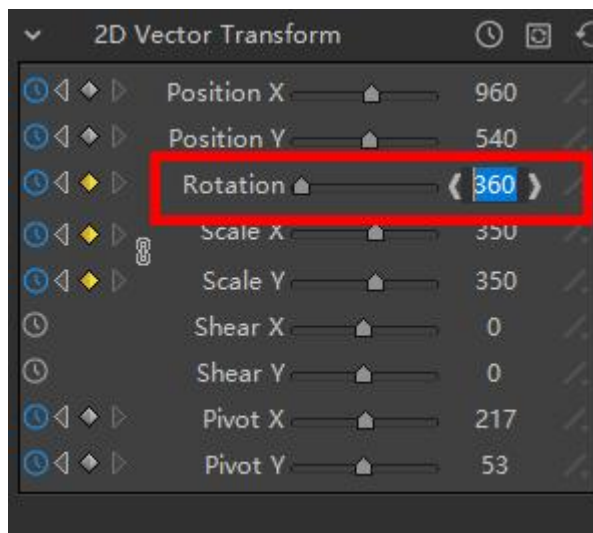 2D Vector Transform
Position X 960
Position Y 540
Rotation 360
Scale X 350
Scale Y 350
Shear X 0
Shear Y 0
Pivot X 217
Pivot Y 53